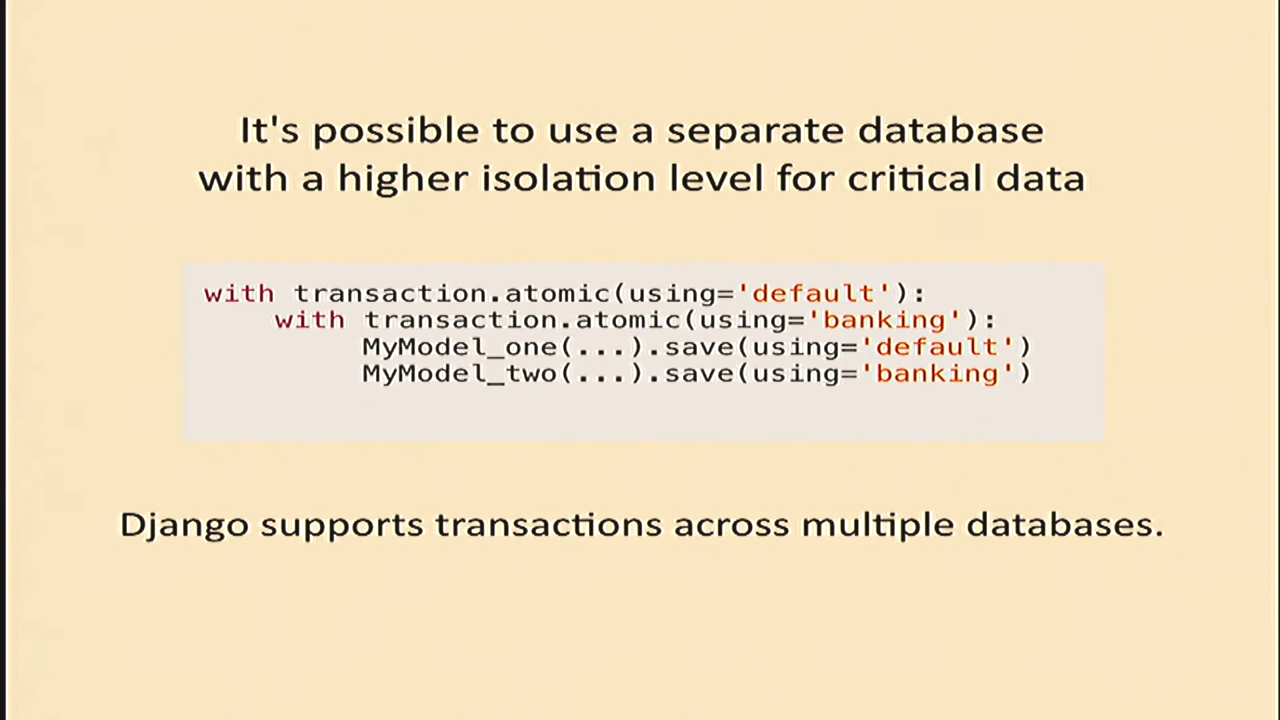 It's possible to use a separate database
with a higher isolation level for critical data
with transaction.atomic(using='default'):
    with transaction.atomic(using='banking'):
         MyModel_one(...).save(using='default')
         MyModel_two(...).save(using='banking')
Django supports transactions across multiple databases.